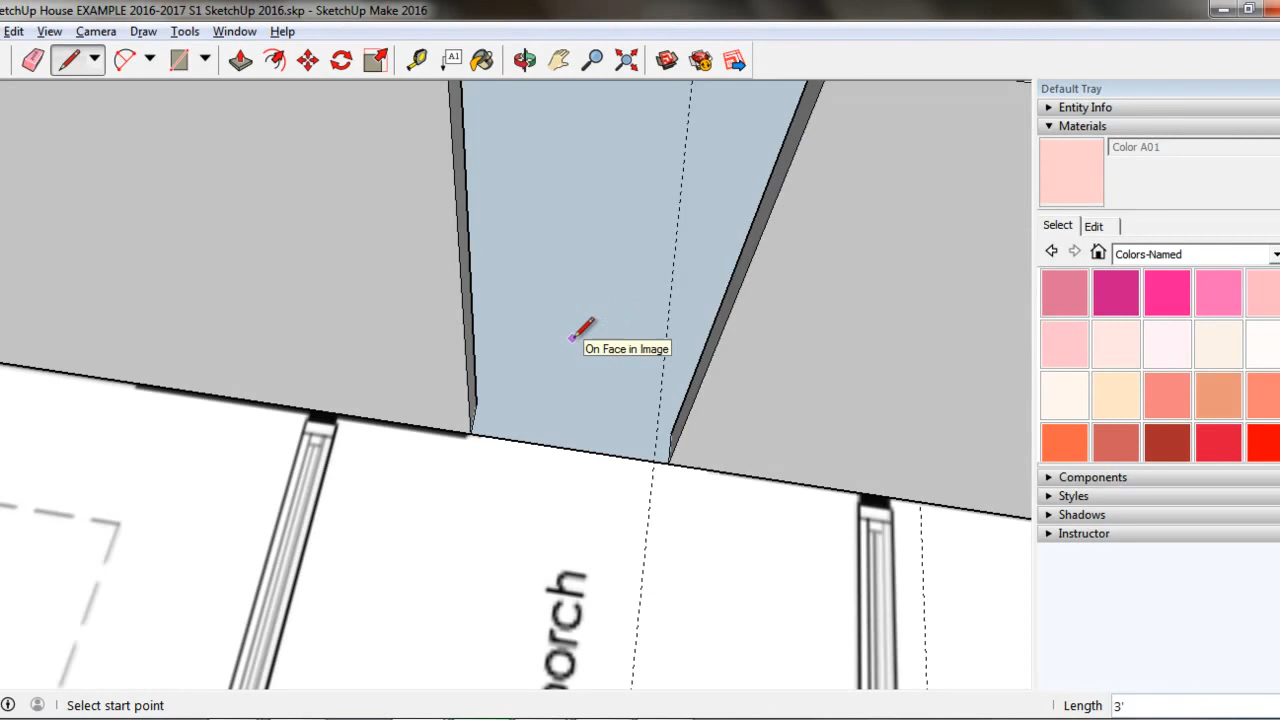 etchUp House EXAMPLE 2016-2017 S1 SketchUp 2016.skp - SketchUp Make 2016
Edit View Camera Draw Tools Window Help
A1
Default Tray
Entity Info
Materials
Color A01
Select Edit
Colors-Named
On Face in Image
Components
Styles
Shadows
Instructor
porch
Select start point
Length 3'